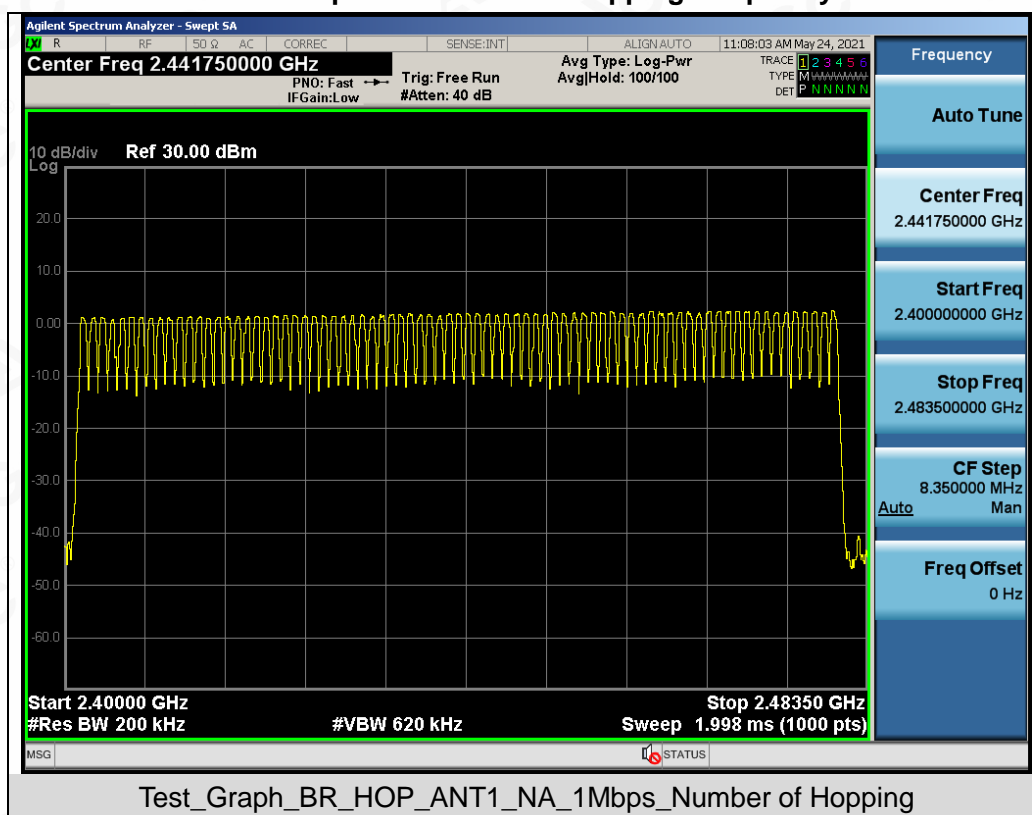 Agilent Spectrum Analyzer - Swept SA
LXI R RF 50 Ω AC CORREC SENSE:INT ALIGN AUTO 11:08:03 AM May 24, 2021
Center Freq 2.441750000 GHz
PNO: Fast
IFGain:Low
Trig: Free Run
#Atten: 40 dB
Avg Type: Log-Pwr
Avg|Hold: 100/100
TRACE 1 2 3 4 5 6
TYPE M
DET P N N N N N
10 dB/div Ref 30.00 dBm
Log
20.0
10.0
0.00
-10.0
-20.0
-30.0
-40.0
-50.0
-60.0
Start 2.40000 GHz Stop 2.48350 GHz
#Res BW 200 kHz #VBW 620 kHz Sweep 1.998 ms (1000 pts)
MSG STATUS
Frequency
Auto Tune
Center Freq
2.441750000 GHz
Start Freq
2.400000000 GHz
Stop Freq
2.483500000 GHz
CF Step
8.350000 MHz
Auto Man
Freq Offset
0 Hz
Test_Graph_BR_HOP_ANT1_NA_1Mbps_Number of Hopping